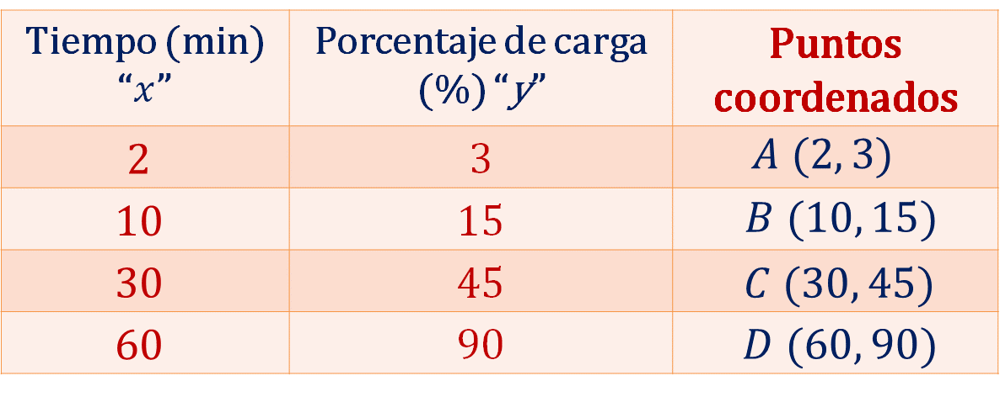 Tiempo (min) “x”
Porcentaje de carga (%) “y”
Puntos coordenados
2 3 A (2, 3)
10 15 B (10, 15)
30 45 C (30, 45)
60 90 D (60, 90)